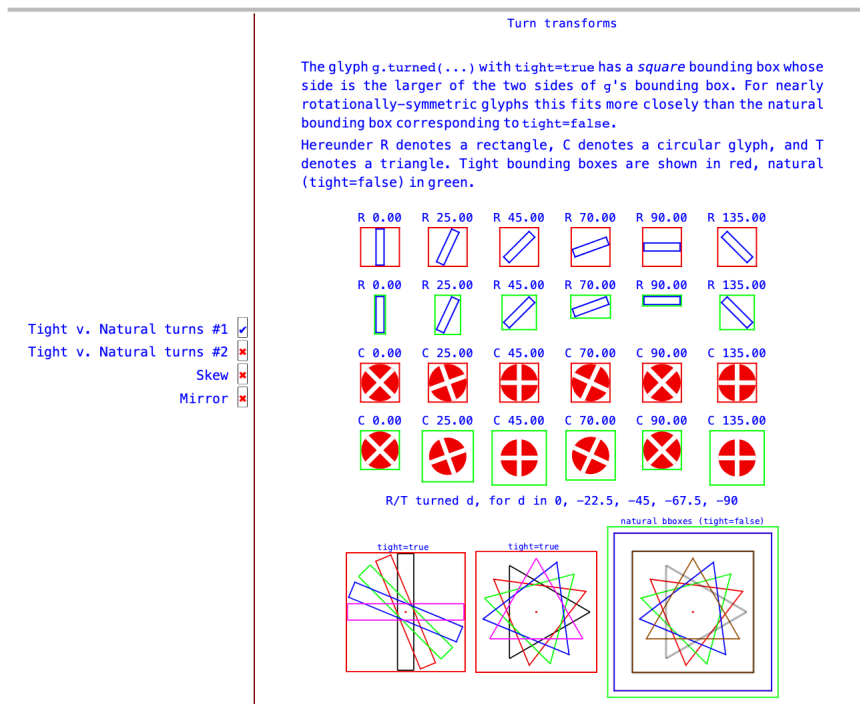 Turn transforms
The glyph g.turned(...) with tight=true has a square bounding box whose
side is the larger of the two sides of g's bounding box. For nearly
rotationally-symmetric glyphs this fits more closely than the natural
bounding box corresponding to tight=false.
Hereunder R denotes a rectangle, C denotes a circular glyph, and T
denotes a triangle. Tight bounding boxes are shown in red, natural
(tight=false) in green.
R 0.00 R 25.00 R 45.00 R 70.00 R 90.00 R 135.00
R 0.00 R 25.00 R 45.00 R 70.00 R 90.00 R 135.00
Tight v. Natural turns #1 ✔
Tight v. Natural turns #2 ✖
Skew ✖
Mirror ✖
C 0.00 C 25.00 C 45.00 C 70.00 C 90.00 C 135.00
C 0.00 C 25.00 C 45.00 C 70.00 C 90.00 C 135.00
R/T turned d, for d in 0, -22.5, -45, -67.5, -90
natural bboxes (tight=false)
tight=true tight=true